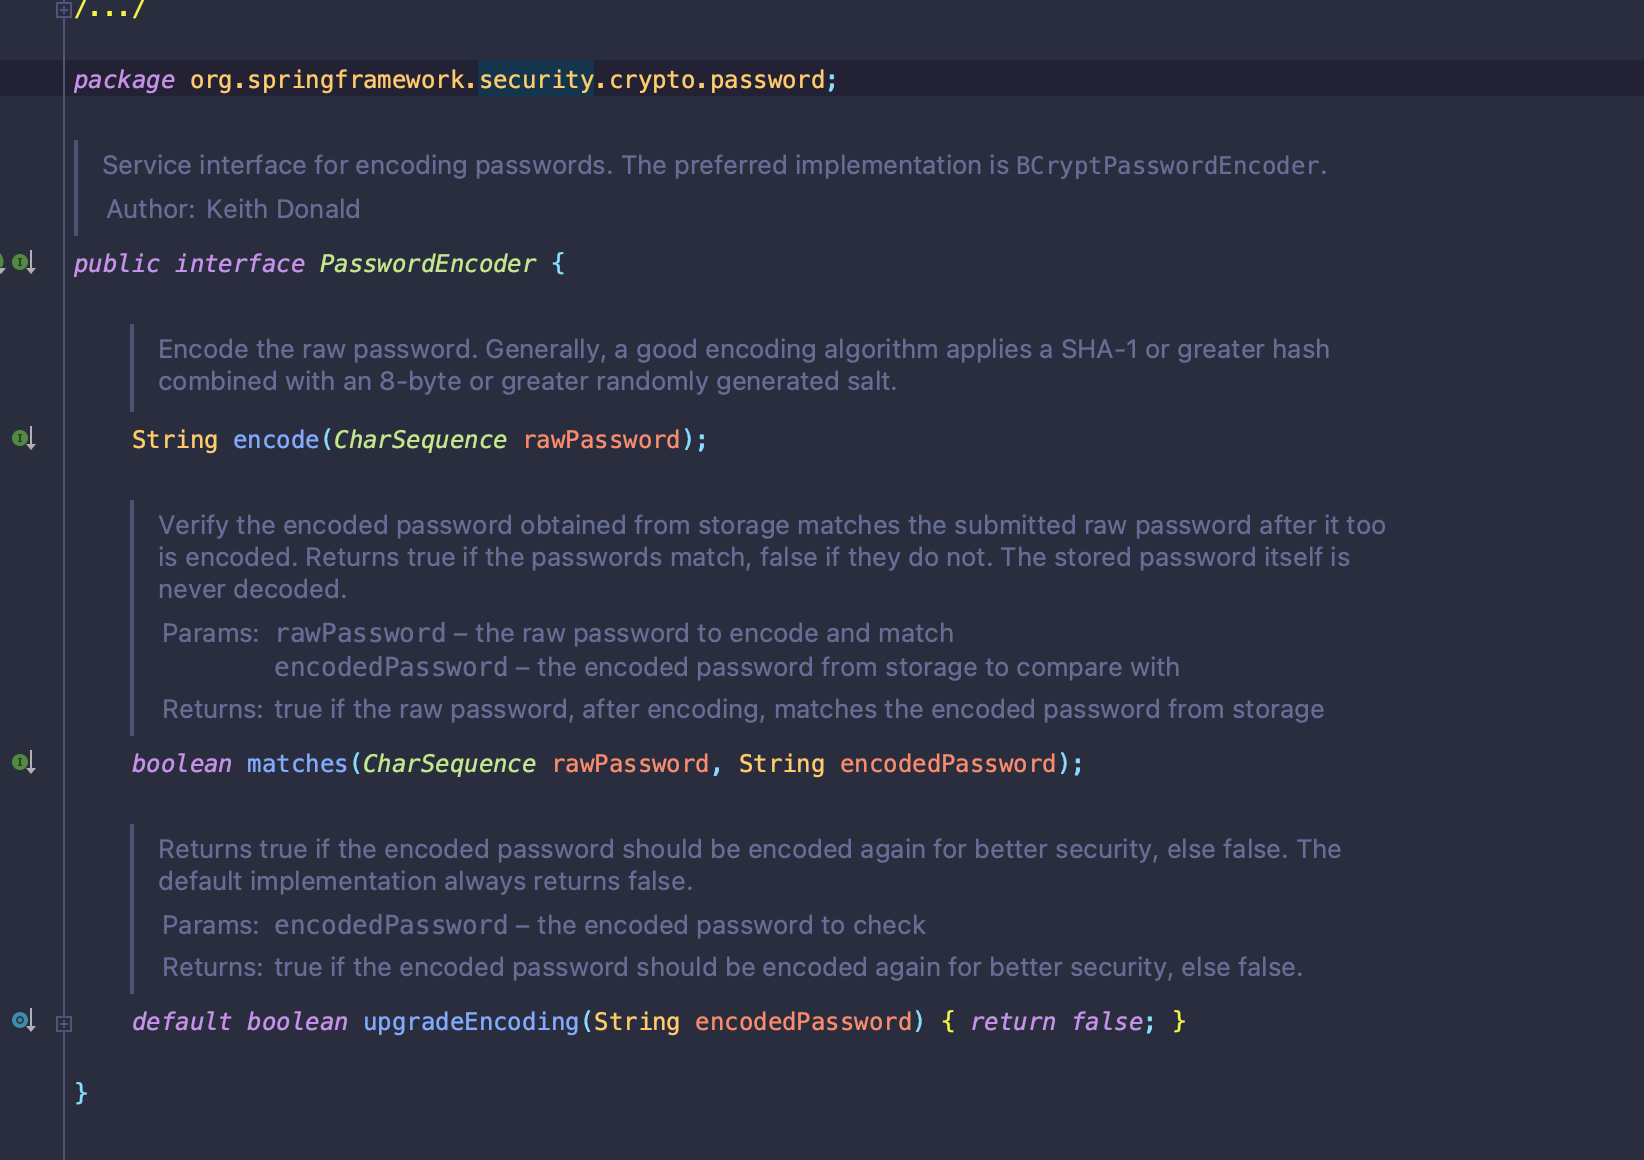 /.../
package org.springframework.security.crypto.password;
Service interface for encoding passwords. The preferred implementation is BCryptPasswordEncoder.
Author: Keith Donald
public interface PasswordEncoder {
Encode the raw password. Generally, a good encoding algorithm applies a SHA-1 or greater hash
combined with an 8-byte or greater randomly generated salt.
String encode(CharSequence rawPassword);
Verify the encoded password obtained from storage matches the submitted raw password after it too
is encoded. Returns true if the passwords match, false if they do not. The stored password itself is
never decoded.
Params: rawPassword – the raw password to encode and match
encodedPassword – the encoded password from storage to compare with
Returns: true if the raw password, after encoding, matches the encoded password from storage
boolean matches(CharSequence rawPassword, String encodedPassword);
Returns true if the encoded password should be encoded again for better security, else false. The
default implementation always returns false.
Params: encodedPassword – the encoded password to check
Returns: true if the encoded password should be encoded again for better security, else false.
default boolean upgradeEncoding(String encodedPassword) { return false; }
}